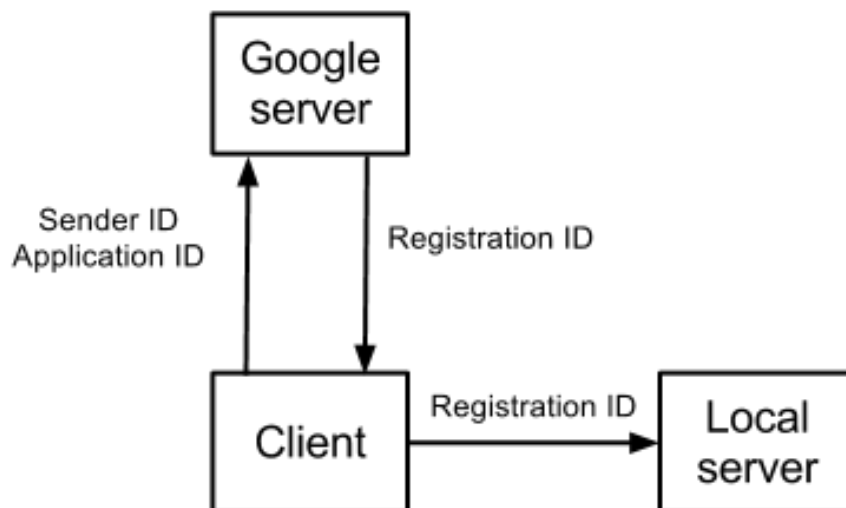 Google
server
Sender ID
Application ID
Registration ID
Client
Registration ID
Local
server